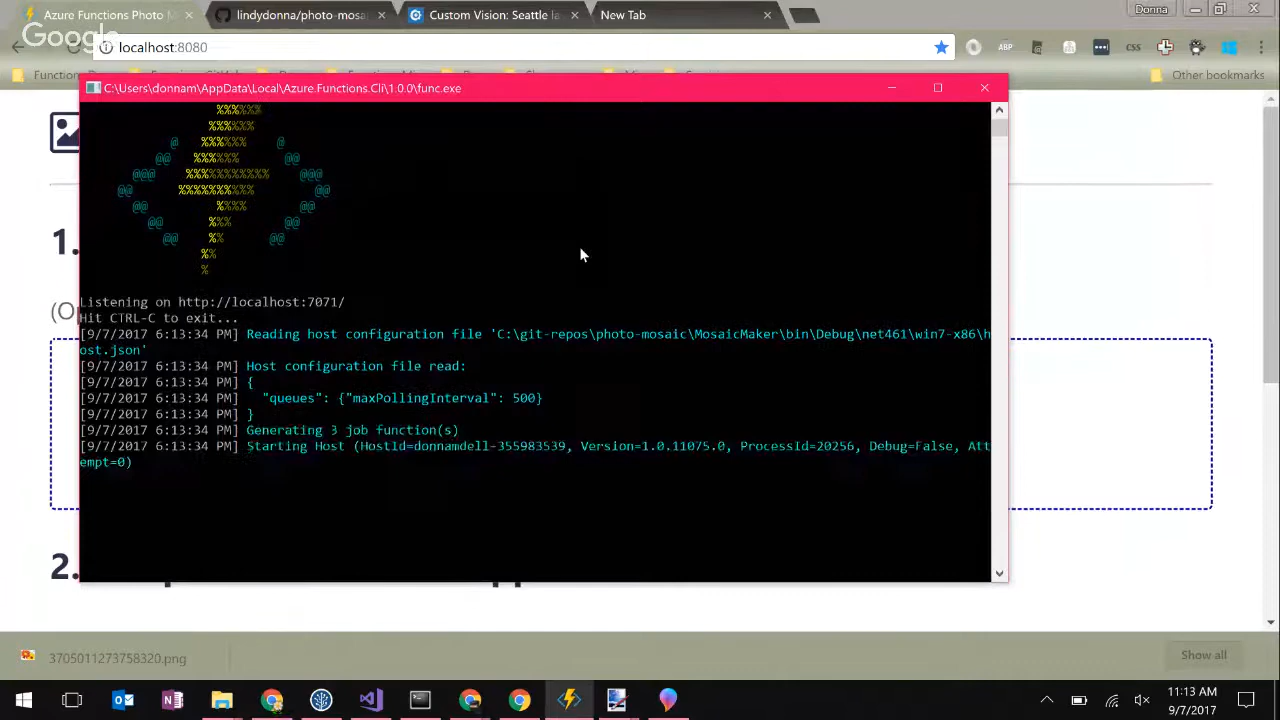 Azure Functions Photo M
lindydonna/photo-mosa
Custom Vision: Seattle la
New Tab
Donna
Google
localhost:8080
ABP
CSS
Other bookmarks
C:\Users\donnam\AppData\Local\Azure.Functions.Cli\1.0.0\func.exe
1.
Listening on http://localhost:7071/
Hit CTRL-C to exit...
[9/7/2017 6:13:34 PM] Reading host configuration file 'C:\git-repos\photo-mosaic\MosaicMaker\bin\Debug\net461\win7-x86\h
ost.json'
[9/7/2017 6:13:34 PM] Host configuration file read:
[9/7/2017 6:13:34 PM] {
[9/7/2017 6:13:34 PM]   "queues": {"maxPollingInterval": 500}
[9/7/2017 6:13:34 PM] }
[9/7/2017 6:13:34 PM] Generating 3 job function(s)
[9/7/2017 6:13:34 PM] Starting Host (HostId=donnamdell-355983539, Version=1.0.11075.0, ProcessId=20256, Debug=False, Att
empt=0)
2.
3705011273758320.png
Show all
11:13 AM
9/7/2017